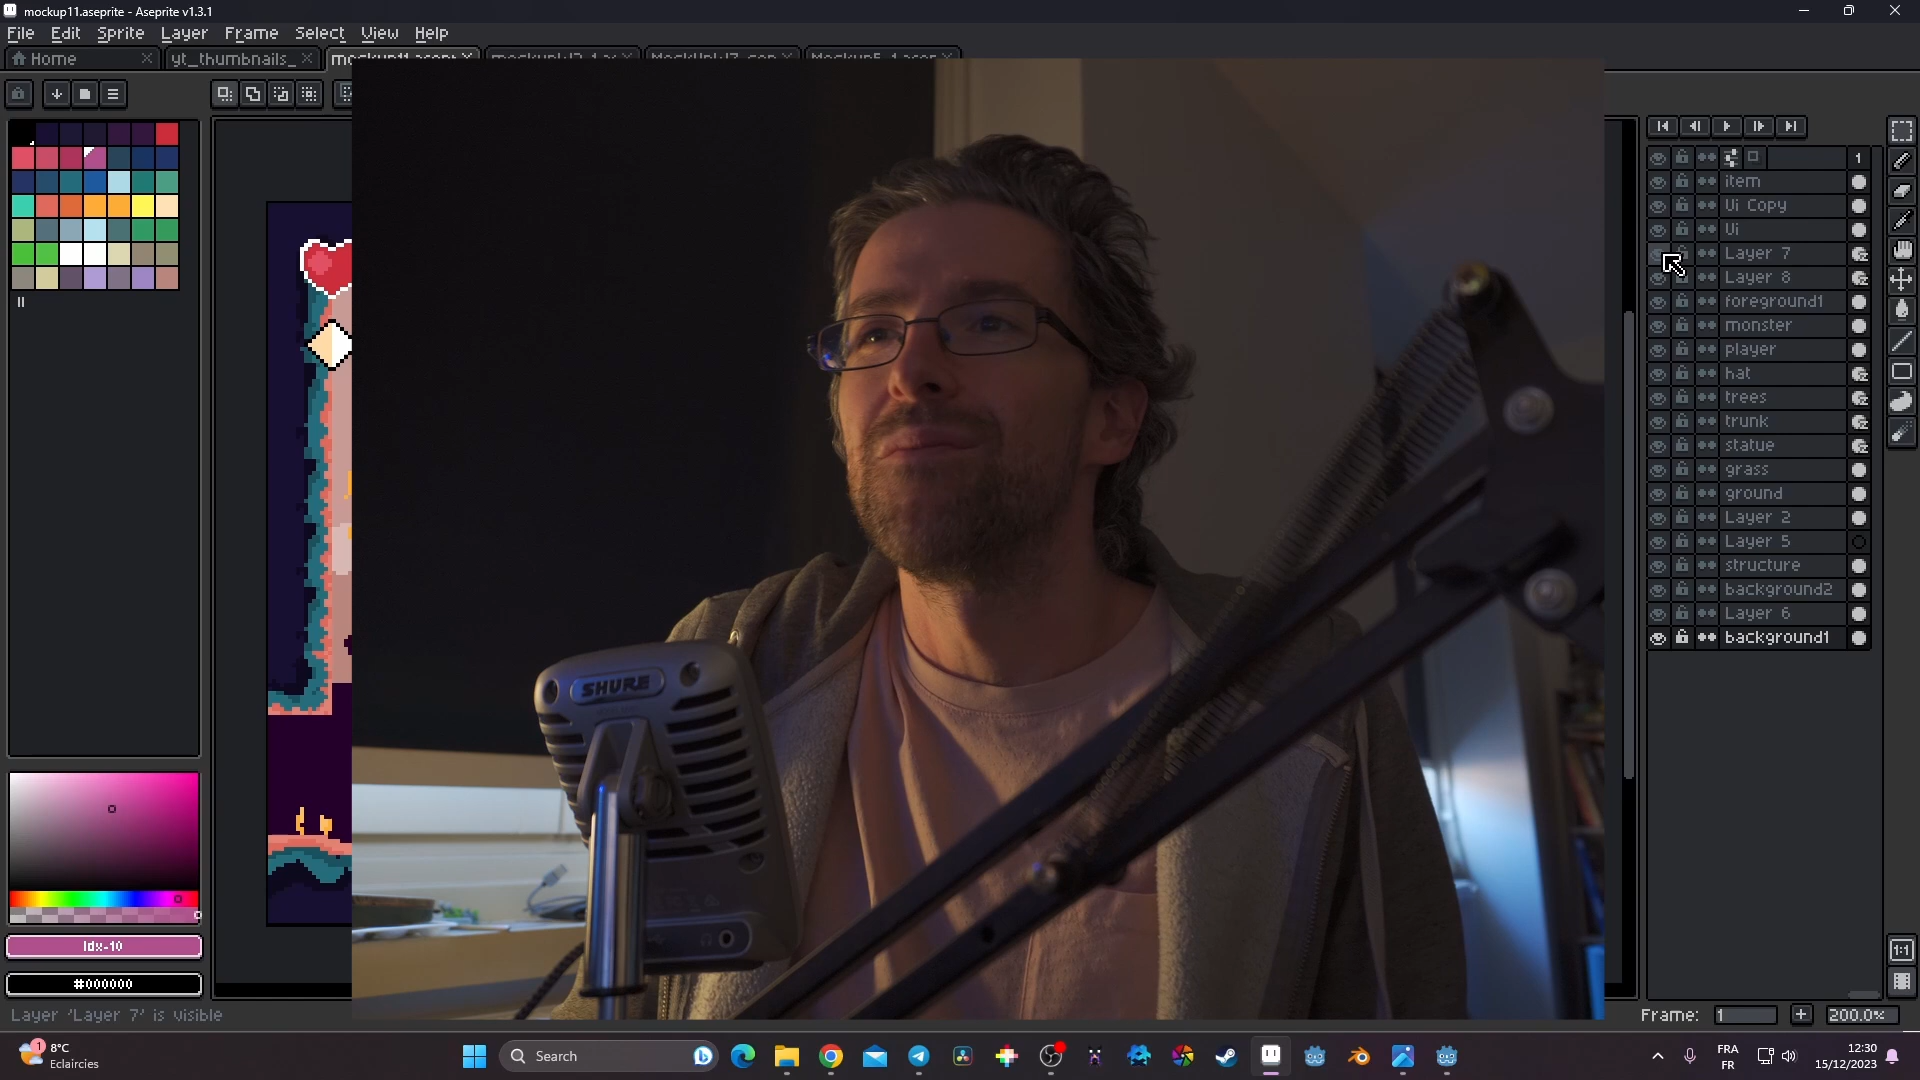 mockup11.aseprite - Aseprite v1.3.1
File Edit Sprite Layer Frame Select View Help
Home
yt_thumbnails_
1
item
Ui Copy
Ui
Layer 7
Layer 8
foreground1
monster
player
hat
trees
trunk
statue
grass
ground
Layer 2
Layer 5
structure
background2
Layer 6
background1
SHURE
Idx-10
#000000
1:1
Layer 'Layer 7' is visible
Frame: 1 + 200.0%
1
8°C
Eclaircies
Search
FRA
FR
12:30
15/12/2023